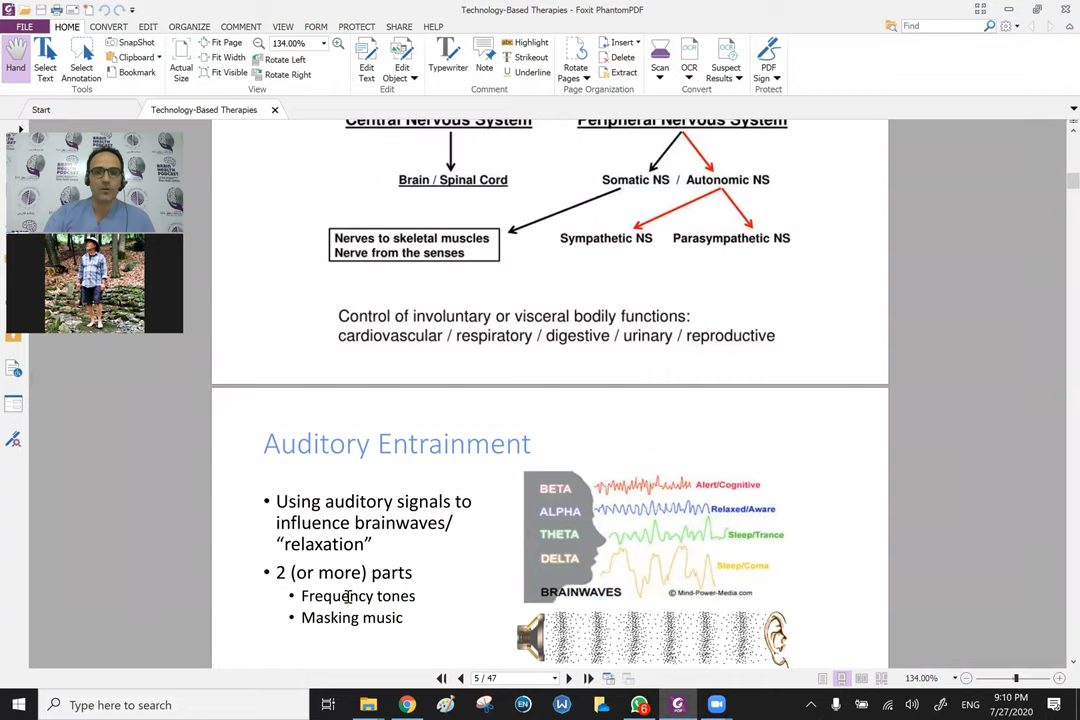 Technology-Based Therapies - Foxit PhantomPDF
FILE HOME CONVERT EDIT ORGANIZE COMMENT VIEW FORM PROTECT SHARE HELP
Find
Hand
Select Text
Select Annotation
SnapShot
Clipboard
Bookmark
Tools
Actual Size
Fit Page
Fit Width
Fit Visible
134.00%
Rotate Left
Rotate Right
View
Edit Text
Edit Object
Edit
Typewriter
Note
Highlight
Strikeout
Underline
Comment
Rotate Pages
Insert
Delete
Extract
Page Organization
Scan
OCR
Suspect Results
Convert
PDF Sign
Protect
Start
Technology-Based Therapies
Central Nervous System Peripheral Nervous System
Brain / Spinal Cord
Somatic NS / Autonomic NS
Nerves to skeletal muscles
Nerve from the senses
Sympathetic NS Parasympathetic NS
Control of involuntary or visceral bodily functions:
cardiovascular / respiratory / digestive / urinary / reproductive
Auditory Entrainment
• Using auditory signals to
influence brainwaves/
“relaxation”
• 2 (or more) parts
• Frequency tones
• Masking music
BETA Alert/Cognitive
ALPHA Relaxed/Aware
THETA Sleep/Trance
DELTA Sleep/Coma
BRAINWAVES © Mind-Power-Media.com
5 / 47
134.00%
Type here to search
EN
W
6
ENG
9:10 PM
7/27/2020